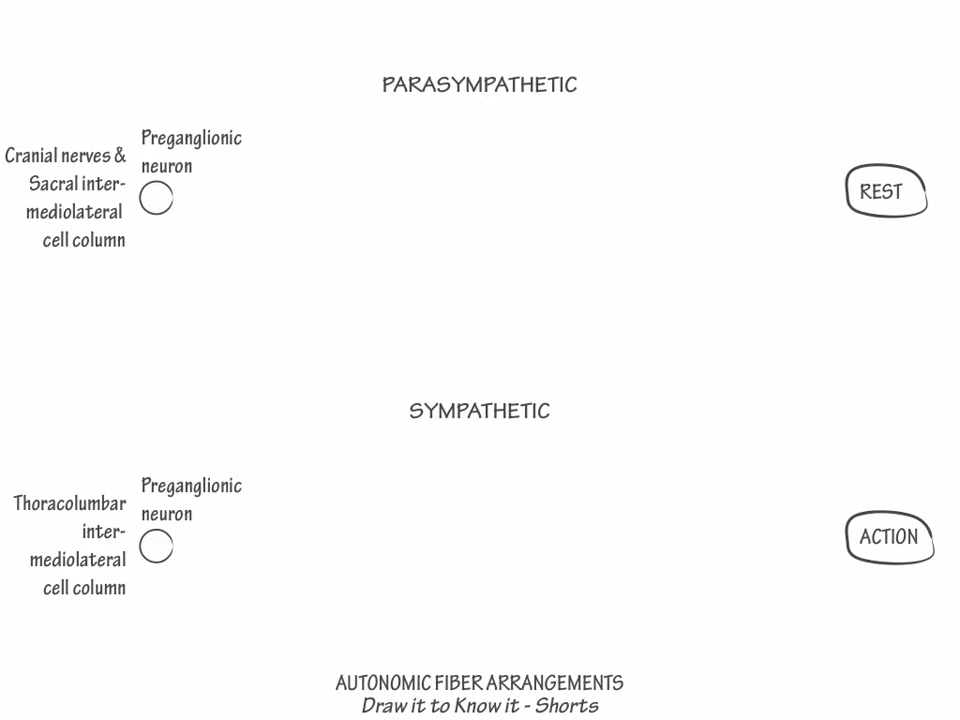 PARASYMPATHETIC
Preganglionic
neuron
Cranial nerves &
Sacral inter-
mediolateral
cell column
REST
SYMPATHETIC
Preganglionic
neuron
Thoracolumbar
inter-
mediolateral
cell column
ACTION
AUTONOMIC FIBER ARRANGEMENTS
Draw it to Know it - Shorts